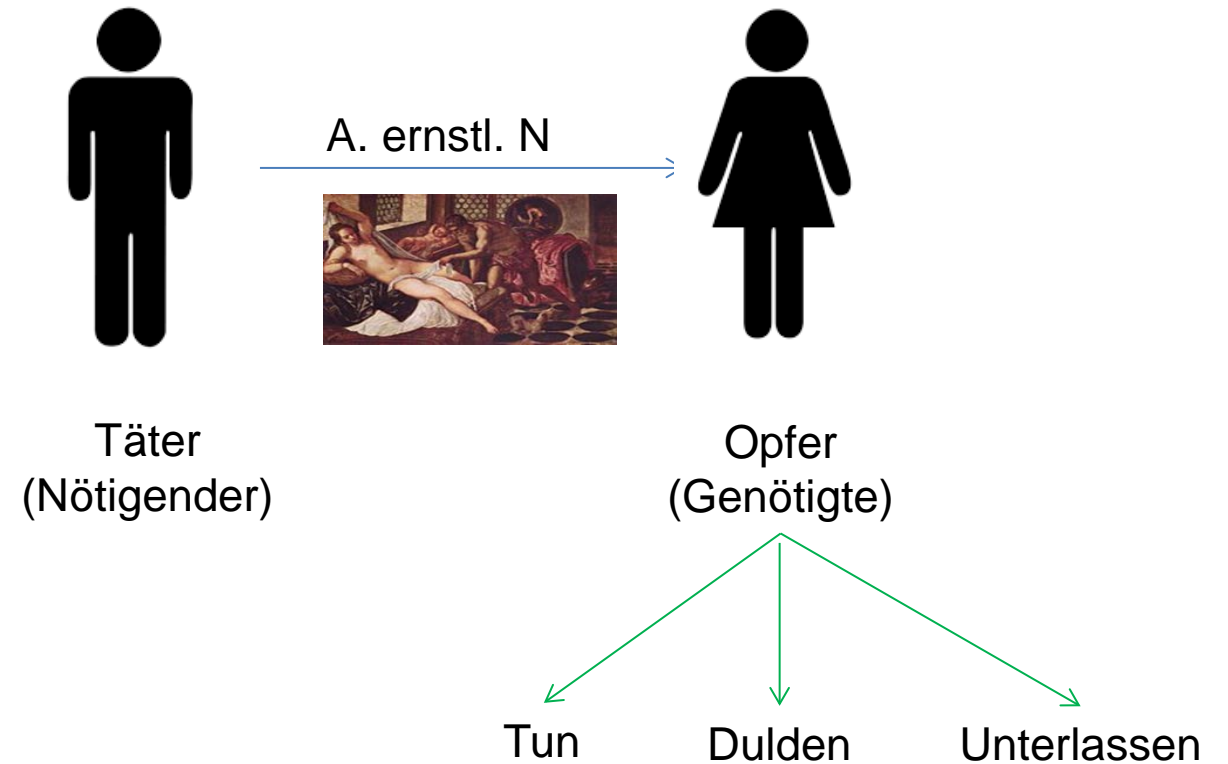 A. ernstl. N
Täter
(Nötigender)
Opfer
(Genötigte)
Tun
Dulden
Unterlassen